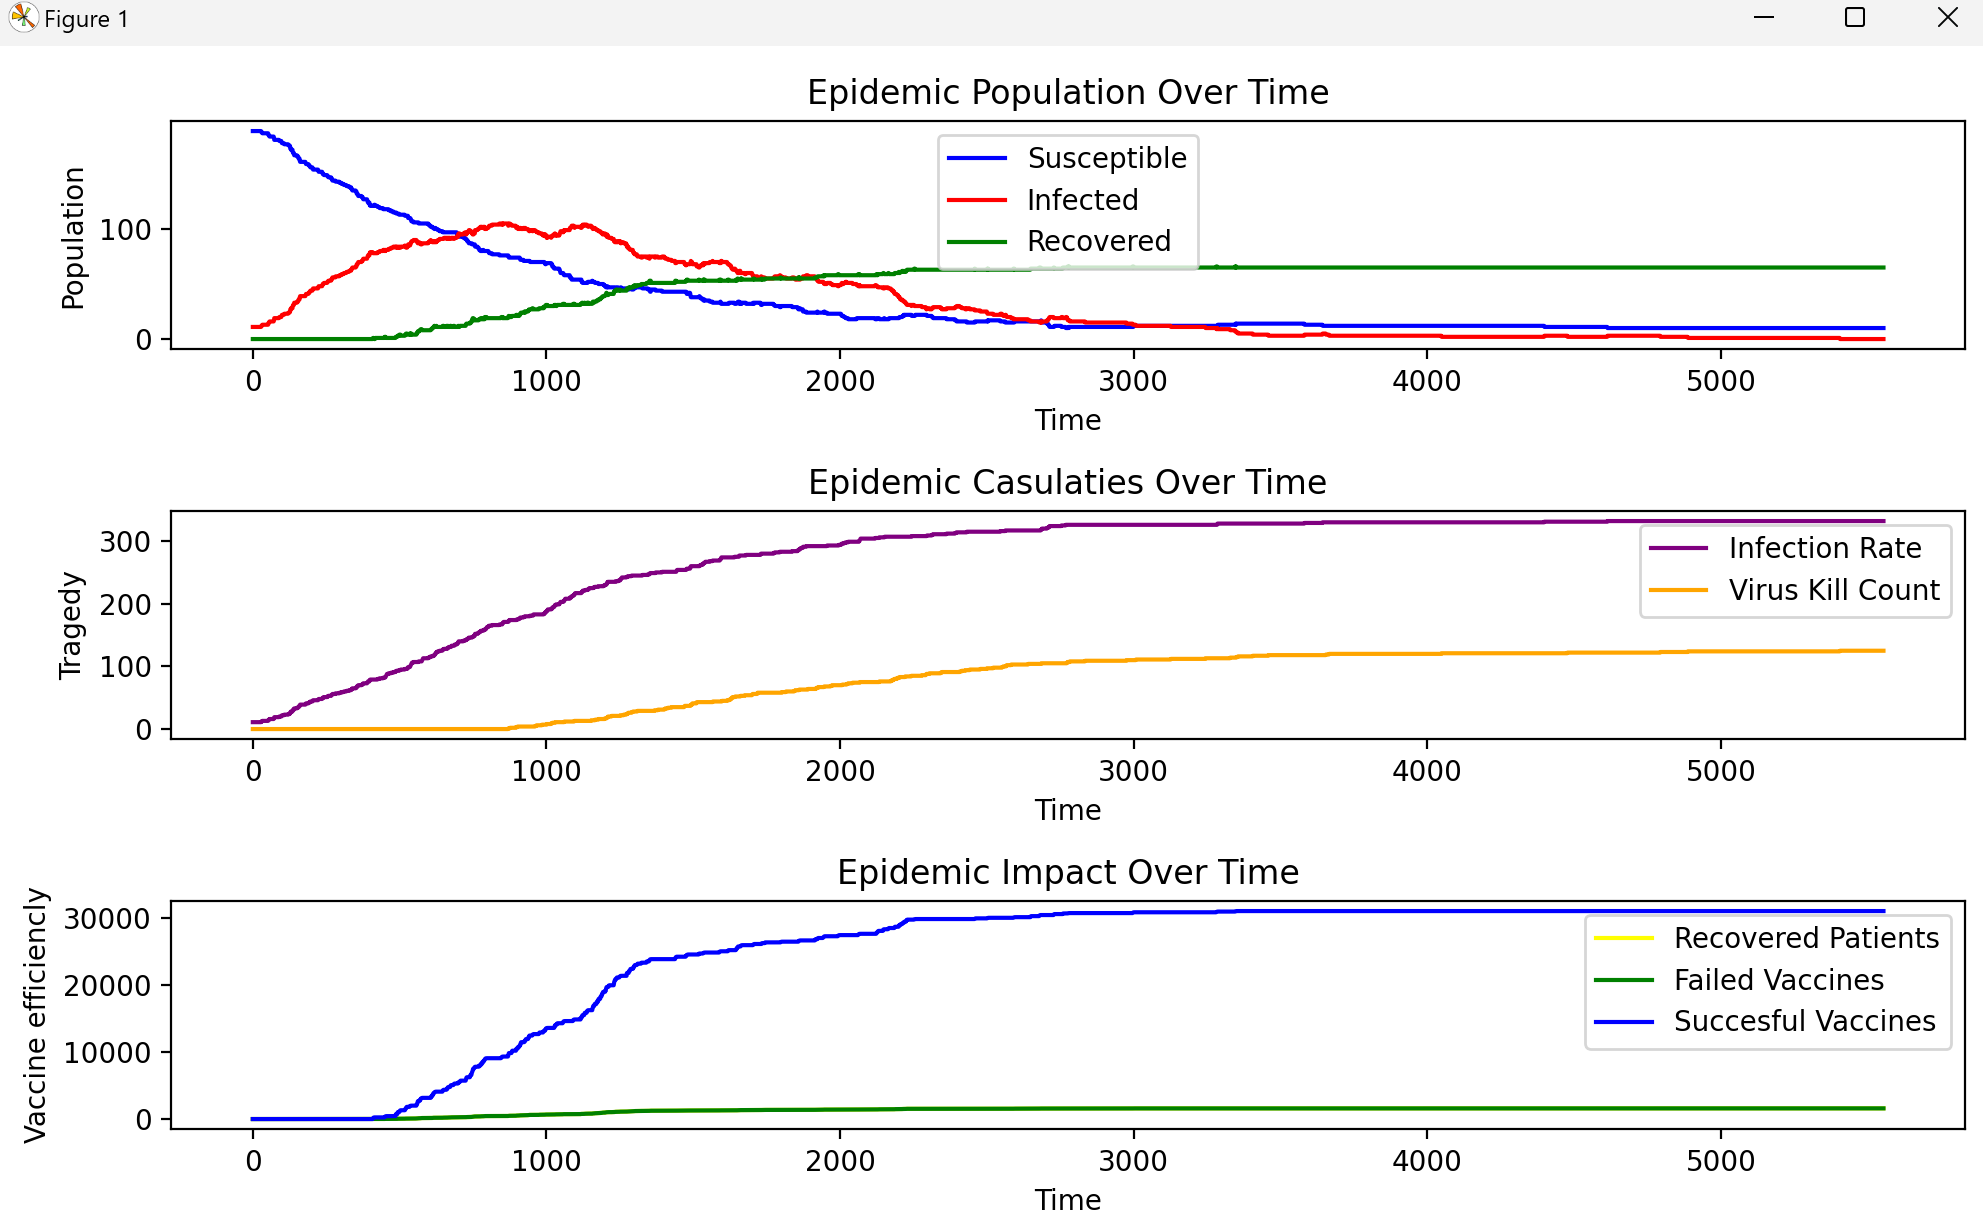 Figure 1
Epidemic Population Over Time
Population
100
0
Susceptible
Infected
Recovered
0 1000 2000 3000 4000 5000
Time
Epidemic Casulaties Over Time
Tragedy
300
200
100
0
Infection Rate
Virus Kill Count
0 1000 2000 3000 4000 5000
Time
Epidemic Impact Over Time
Vaccine efficiencly
30000
20000
10000
0
Recovered Patients
Failed Vaccines
Succesful Vaccines
0 1000 2000 3000 4000 5000
Time